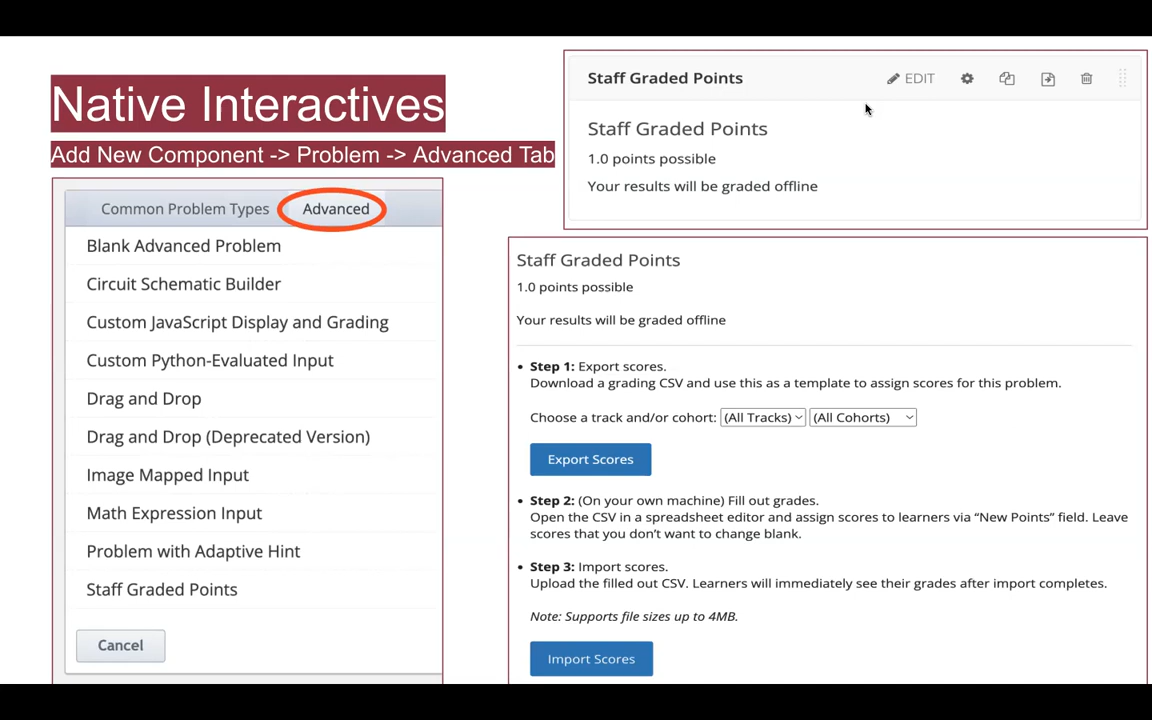 Native Interactives
Add New Component -> Problem -> Advanced Tab
Common Problem Types Advanced
Blank Advanced Problem
Circuit Schematic Builder
Custom JavaScript Display and Grading
Custom Python-Evaluated Input
Drag and Drop
Drag and Drop (Deprecated Version)
Image Mapped Input
Math Expression Input
Problem with Adaptive Hint
Staff Graded Points
Cancel
Staff Graded Points EDIT
Staff Graded Points
1.0 points possible
Your results will be graded offline
Staff Graded Points
1.0 points possible
Your results will be graded offline
• Step 1: Export scores.
Download a grading CSV and use this as a template to assign scores for this problem.
Choose a track and/or cohort: (All Tracks) (All Cohorts)
Export Scores
• Step 2: (On your own machine) Fill out grades.
Open the CSV in a spreadsheet editor and assign scores to learners via “New Points” field. Leave
scores that you don’t want to change blank.
• Step 3: Import scores.
Upload the filled out CSV. Learners will immediately see their grades after import completes.
Note: Supports file sizes up to 4MB.
Import Scores